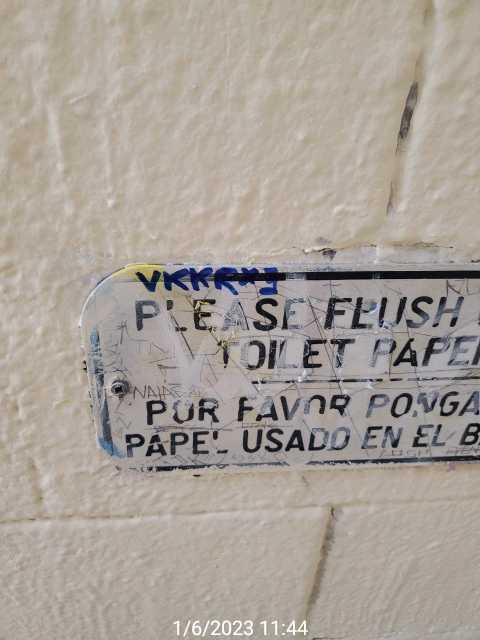 PLEASE FLUSH
TOILET PAPER
POR FAVOR PONGA
PAPEL USADO EN EL B
1/6/2023 11:44